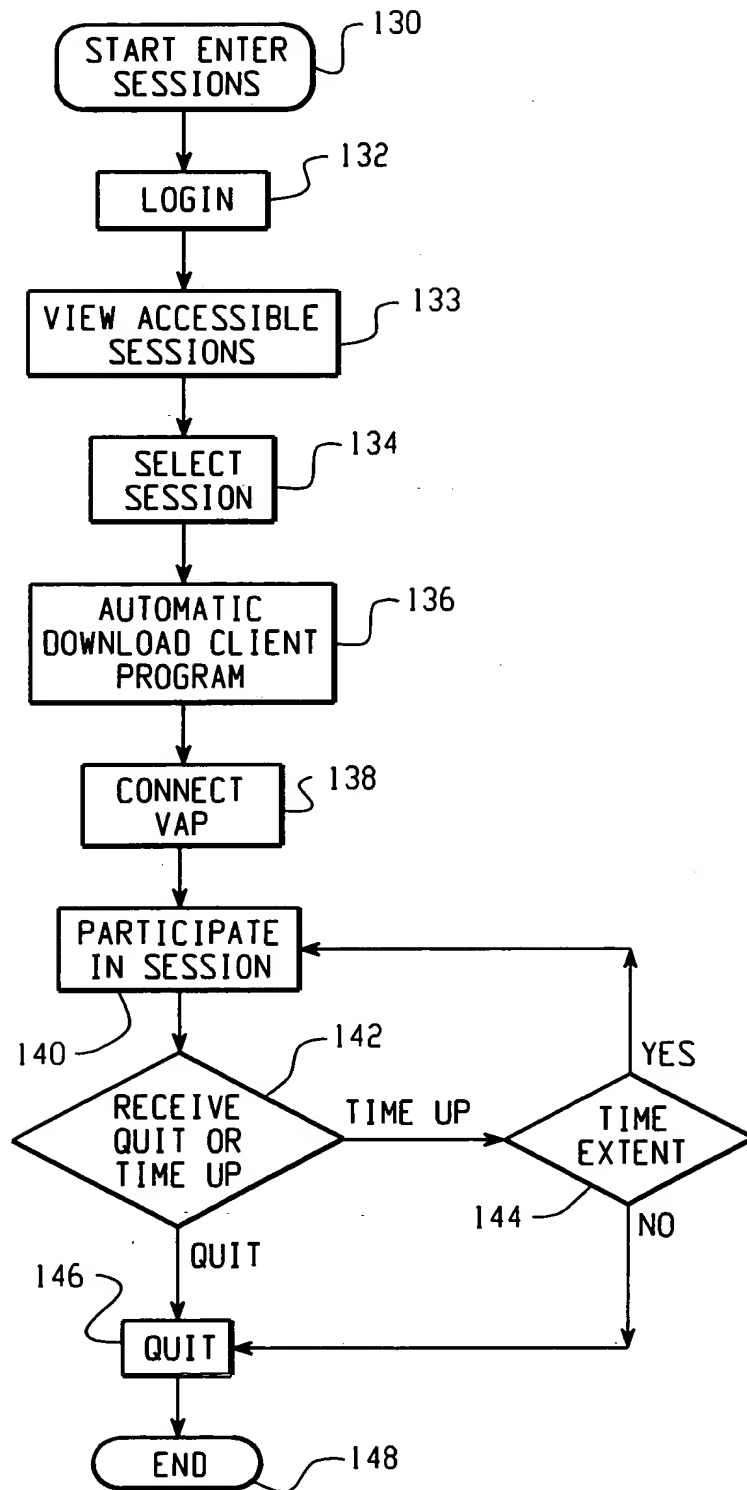 START ENTER
SESSIONS
130
LOGIN
132
VIEW ACCESSIBLE
SESSIONS
133
SELECT
SESSION
134
AUTOMATIC
DOWNLOAD CLIENT
PROGRAM
136
CONNECT
VAP
138
PARTICIPATE
IN SESSION
140
RECEIVE
QUIT OR
TIME UP
142
TIME UP
TIME
EXTENT
144
YES
NO
QUIT
146
QUIT
END
148